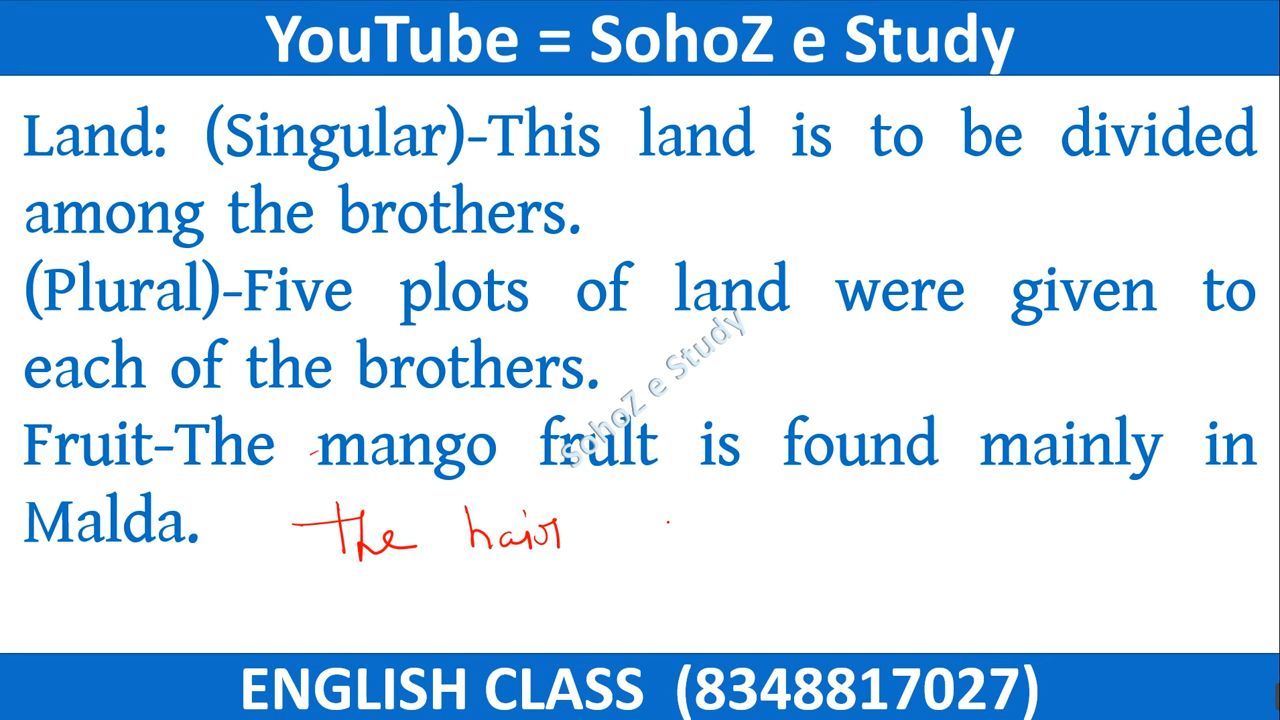 YouTube = SohoZ e Study
Land: (Singular)-This land is to be divided
among the brothers.
(Plural)-Five plots of land were given to
each of the brothers.
SohoZ e Study
Fruit-The mango fruit is found mainly in
Malda. the hair
ENGLISH CLASS (8348817027)